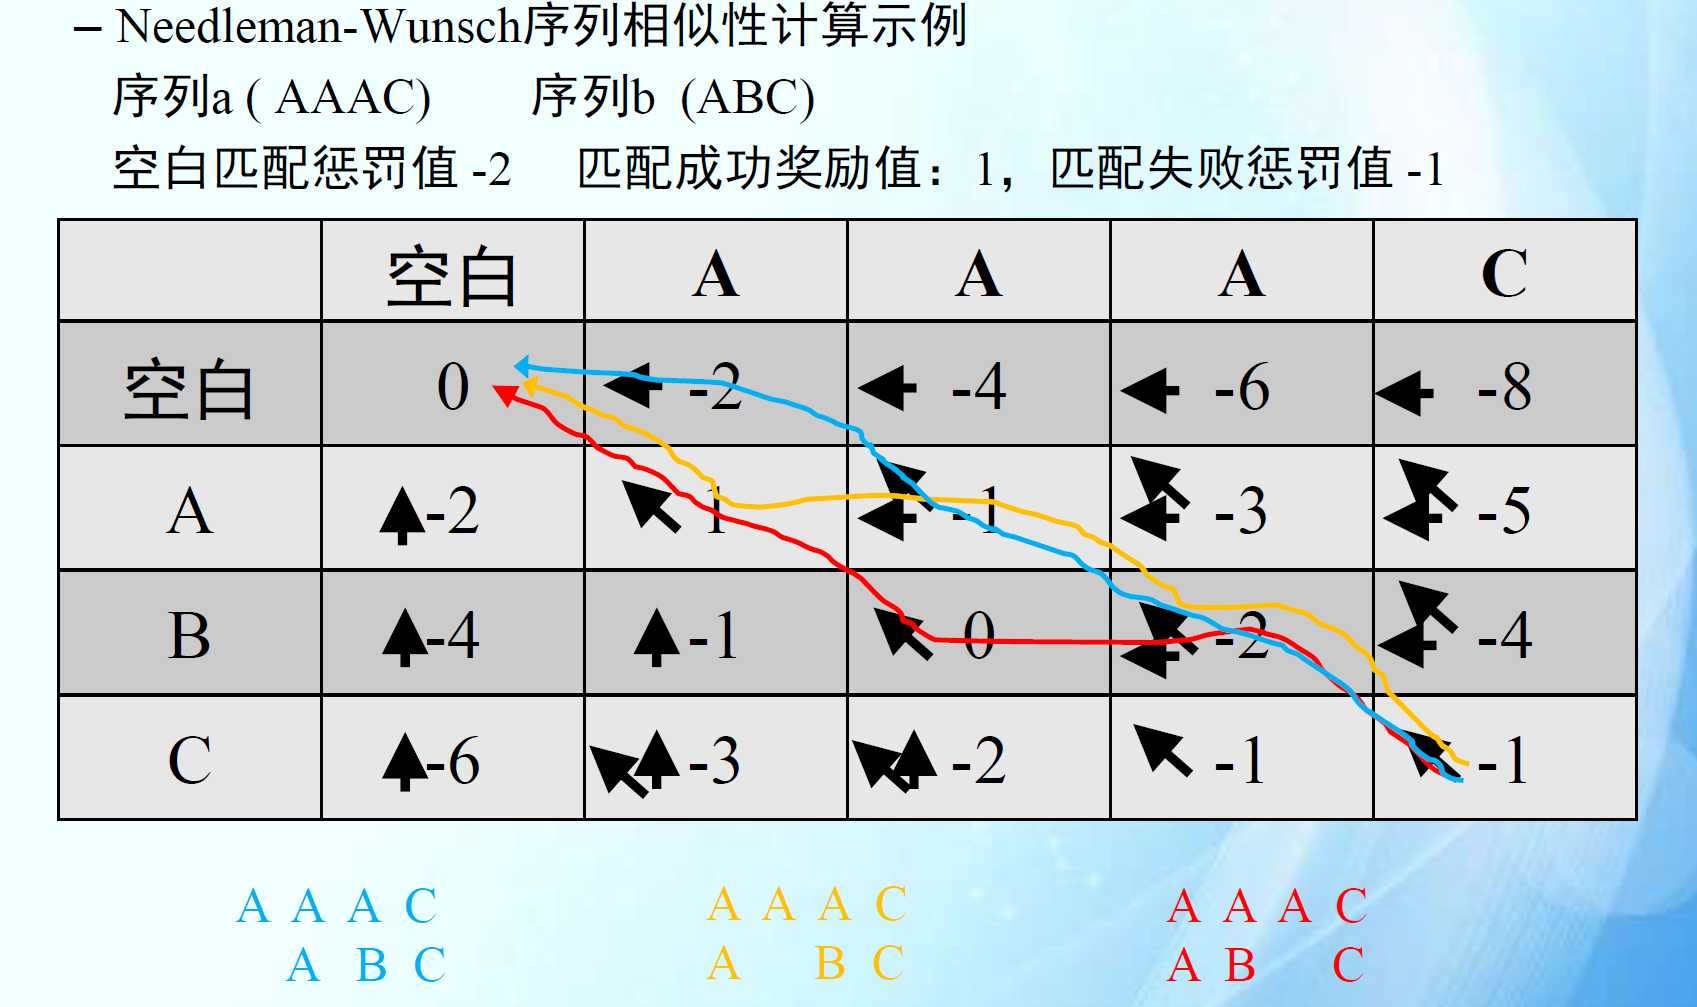 – Needleman-Wunsch序列相似性计算示例
序列a ( AAAC) 序列b (ABC)
空白匹配惩罚值 -2 匹配成功奖励值：1，匹配失败惩罚值 -1
空白 A A A C
空白 0 -2 -4 -6 -8
A -2 1 -1 -3 -5
B -4 -1 0 -2 -4
C -6 -3 -2 -1 -1
A A A C A A A C A A A C
A B C A B C A B C